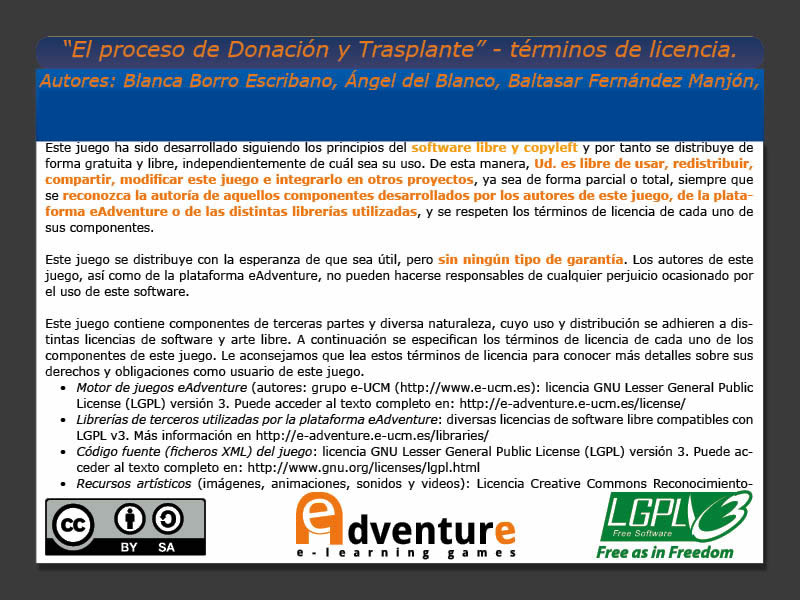 “El proceso de Donación y Trasplante” - términos de licencia.
Autores: Blanca Borro Escribano, Ángel del Blanco, Baltasar Fernández Manjón,
Este juego ha sido desarrollado siguiendo los principios del software libre y copyleft y por tanto se distribuye de
forma gratuita y libre, independientemente de cuál sea su uso. De esta manera, Ud. es libre de usar, redistribuir,
compartir, modificar este juego e integrarlo en otros proyectos, ya sea de forma parcial o total, siempre que
se reconozca la autoría de aquellos componentes desarrollados por los autores de este juego, de la plata-
forma eAdventure o de las distintas librerías utilizadas, y se respeten los términos de licencia de cada uno de
sus componentes.
Este juego se distribuye con la esperanza de que sea útil, pero sin ningún tipo de garantía. Los autores de este
juego, así como de la plataforma eAdventure, no pueden hacerse responsables de cualquier perjuicio ocasionado por
el uso de este software.
Este juego contiene componentes de terceras partes y diversa naturaleza, cuyo uso y distribución se adhieren a dis-
tintas licencias de software y arte libre. A continuación se especifican los términos de licencia de cada uno de los
componentes de este juego. Le aconsejamos que lea estos términos de licencia para conocer más detalles sobre sus
derechos y obligaciones como usuario de este juego.
• Motor de juegos eAdventure (autores: grupo e-UCM (http://www.e-ucm.es): licencia GNU Lesser General Public
License (LGPL) versión 3. Puede acceder al texto completo en: http://e-adventure.e-ucm.es/license/
• Librerías de terceros utilizadas por la plataforma eAdventure: diversas licencias de software libre compatibles con
LGPL v3. Más información en http://e-adventure.e-ucm.es/libraries/
• Código fuente (ficheros XML) del juego: licencia GNU Lesser General Public License (LGPL) versión 3. Puede ac-
ceder al texto completo en: http://www.gnu.org/licenses/lgpl.html
• Recursos artísticos (imágenes, animaciones, sonidos y videos): Licencia Creative Commons Reconocimiento-
cc BY SA
eAdventure
e-learning games
LGPL v3
Free Software
Free as in Freedom